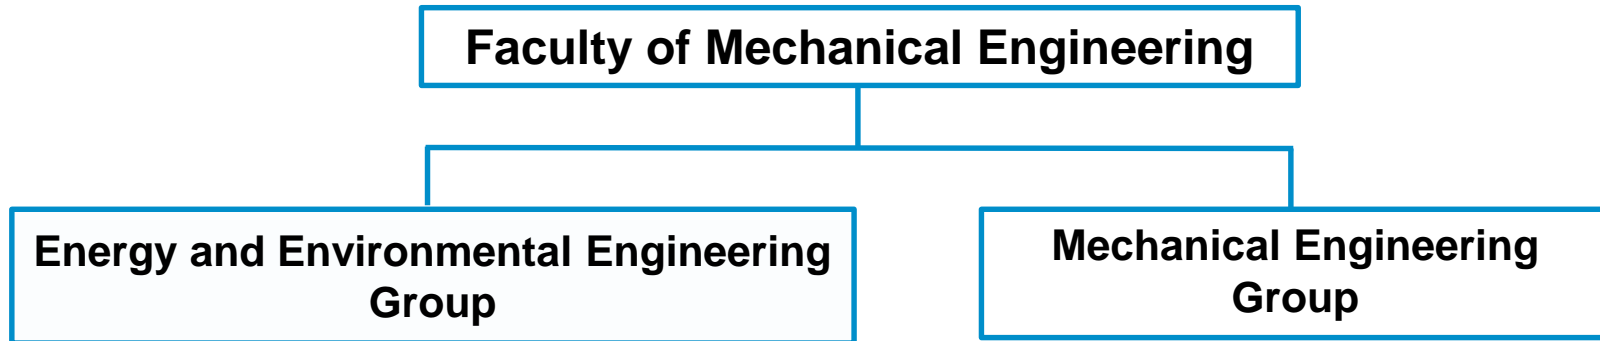 Faculty of Mechanical Engineering
Energy and Environmental Engineering
Group
Mechanical Engineering
Group